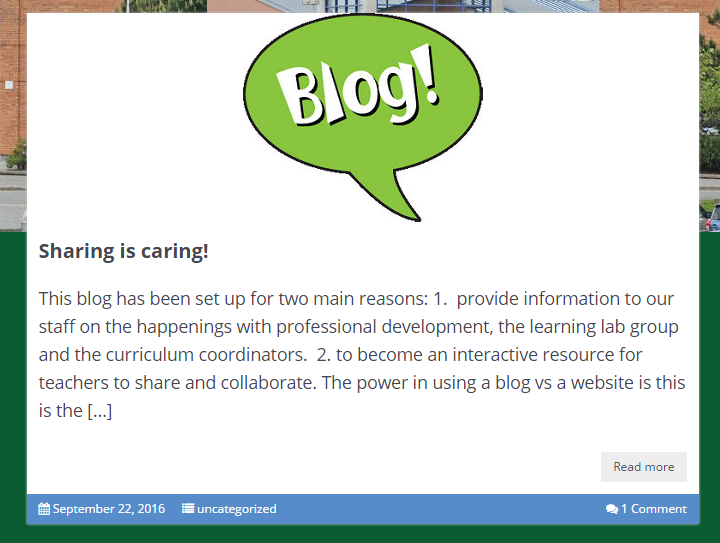 Blog!
Sharing is caring!
This blog has been set up for two main reasons: 1.  provide information to our
staff on the happenings with professional development, the learning lab group
and the curriculum coordinators.  2. to become an interactive resource for
teachers to share and collaborate. The power in using a blog vs a website is this
is the [...]
Read more
September 22, 2016 uncategorized 1 Comment